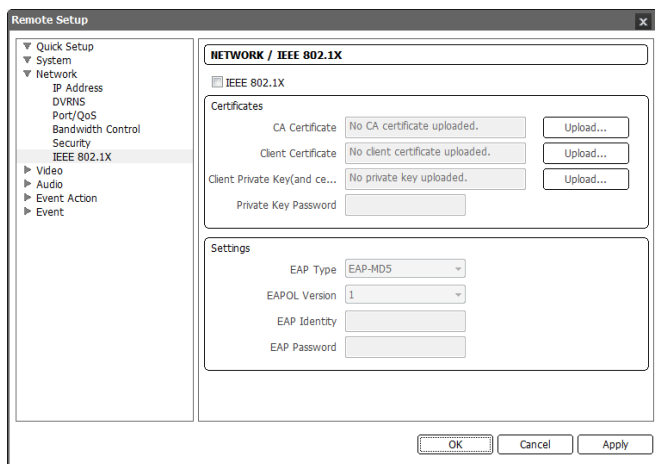 Remote Setup
x
Quick Setup
System
Network
IP Address
DVRNS
Port/QoS
Bandwidth Control
Security
IEEE 802.1X
Video
Audio
Event Action
Event
NETWORK / IEEE 802.1X
IEEE 802.1X
Certificates
CA Certificate No CA certificate uploaded. Upload...
Client Certificate No client certificate uploaded. Upload...
Client Private Key(and ce... No private key uploaded. Upload...
Private Key Password
Settings
EAP Type EAP-MD5
EAPOL Version 1
EAP Identity
EAP Password
OK Cancel Apply